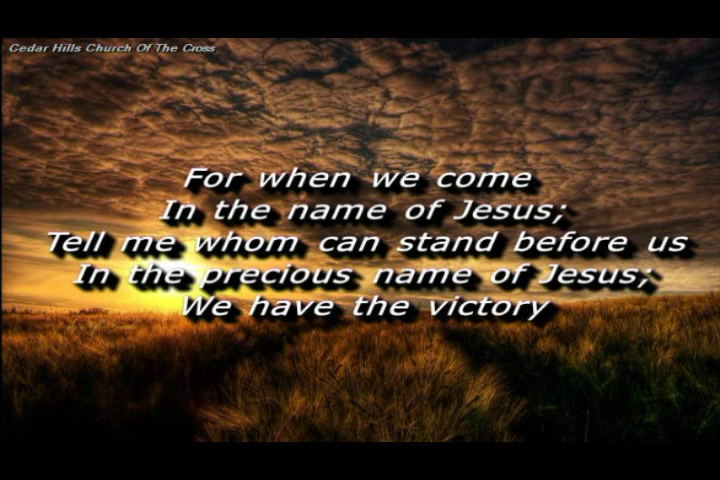 Cedar Hills Church Of The Cross
For when we come
In the name of Jesus;
Tell me whom can stand before us
In the precious name of Jesus;
We have the victory